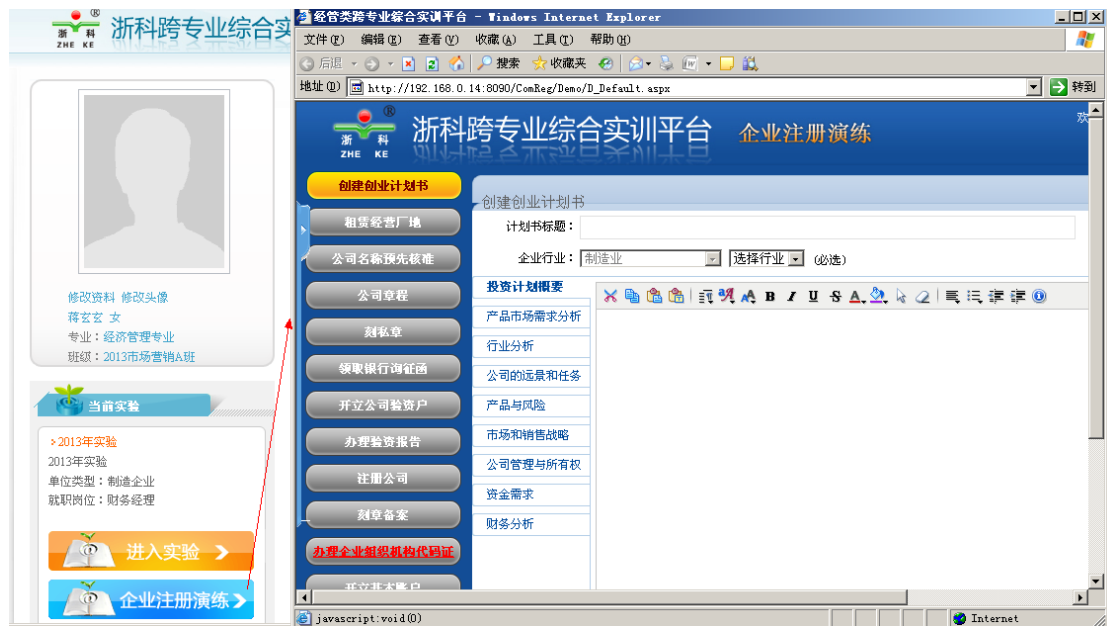 浙科
ZHE KE
®
浙科跨专业综合实
修改资料 修改头像
蒋玄玄 女
专业：经济管理专业
班级：2013市场营销A班
当前实验
>2013年实验
2013年实验
单位类型：制造企业
就职岗位：财务经理
进入实验
企业注册演练
经管类跨专业综合实训平台 - Windows Internet Explorer
文件(F) 编辑(E) 查看(V) 收藏(A) 工具(T) 帮助(H)
后退 搜索 收藏夹
地址(D) http://192.168.0.14:8090/ComReg/Demo/D_Default.aspx 转到
浙科
ZHE KE
®
浙科跨专业综合实训平台 企业注册演练
欢
创建创业计划书
租赁经营厂地
公司名称预先核准
公司章程
刻私章
领取银行询征函
开立公司验资户
办理验资报告
注册公司
刻章备案
办理企业组织机构代码证
开立基本账户
创建创业计划书
计划书标题：
企业行业： 制造业 选择行业 (必选)
投资计划概要
产品市场需求分析
行业分析
公司的远景和任务
产品与风险
市场和销售战略
公司管理与所有权
资金需求
财务分析
B I U S A
javascript:void(0)
Internet